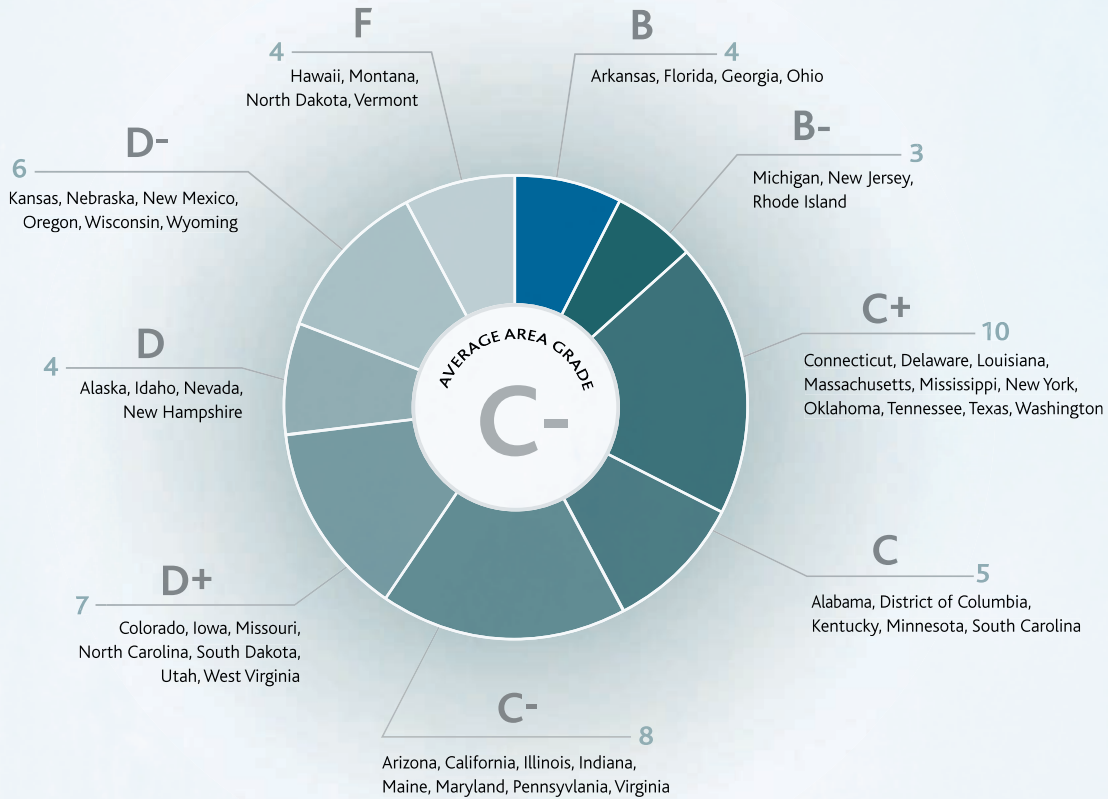 F
4
Hawaii, Montana,
North Dakota, Vermont
B
4
Arkansas, Florida, Georgia, Ohio
B-
3
Michigan, New Jersey,
Rhode Island
C+
10
Connecticut, Delaware, Louisiana,
Massachusetts, Mississippi, New York,
Oklahoma, Tennessee, Texas, Washington
C
5
Alabama, District of Columbia,
Kentucky, Minnesota, South Carolina
C-
8
Arizona, California, Illinois, Indiana,
Maine, Maryland, Pennsyvlania, Virginia
D+
7
Colorado, Iowa, Missouri,
North Carolina, South Dakota,
Utah, West Virginia
D
4
Alaska, Idaho, Nevada,
New Hampshire
D-
6
Kansas, Nebraska, New Mexico,
Oregon, Wisconsin, Wyoming
AVERAGE AREA GRADE
C-